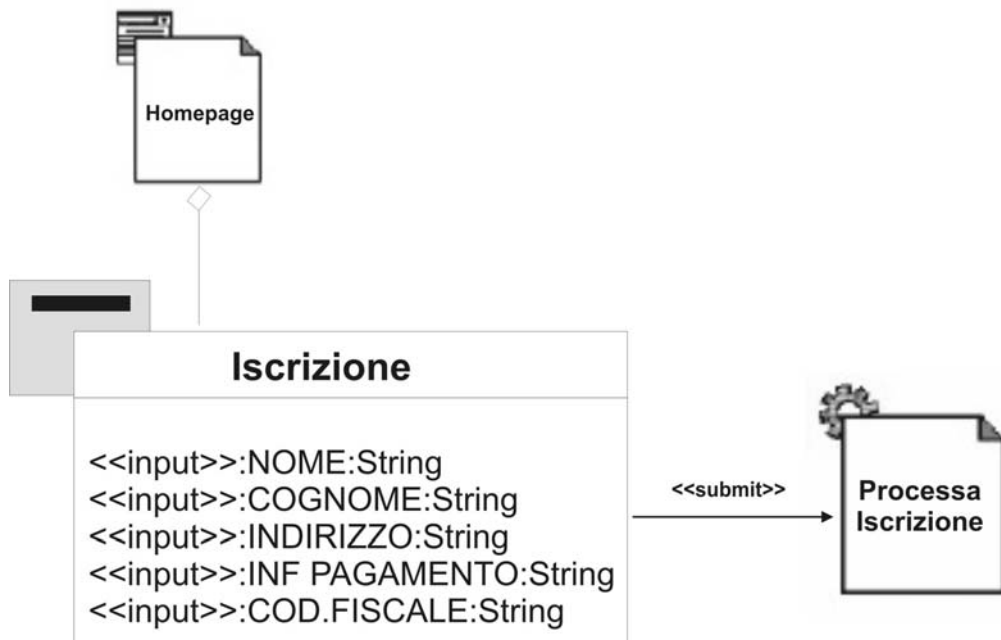 Homepage
Iscrizione
<<input>>:NOME:String
<<input>>:COGNOME:String
<<input>>:INDIRIZZO:String
<<input>>:INF PAGAMENTO:String
<<input>>:COD.FISCALE:String
<<submit>>
Processa
Iscrizione